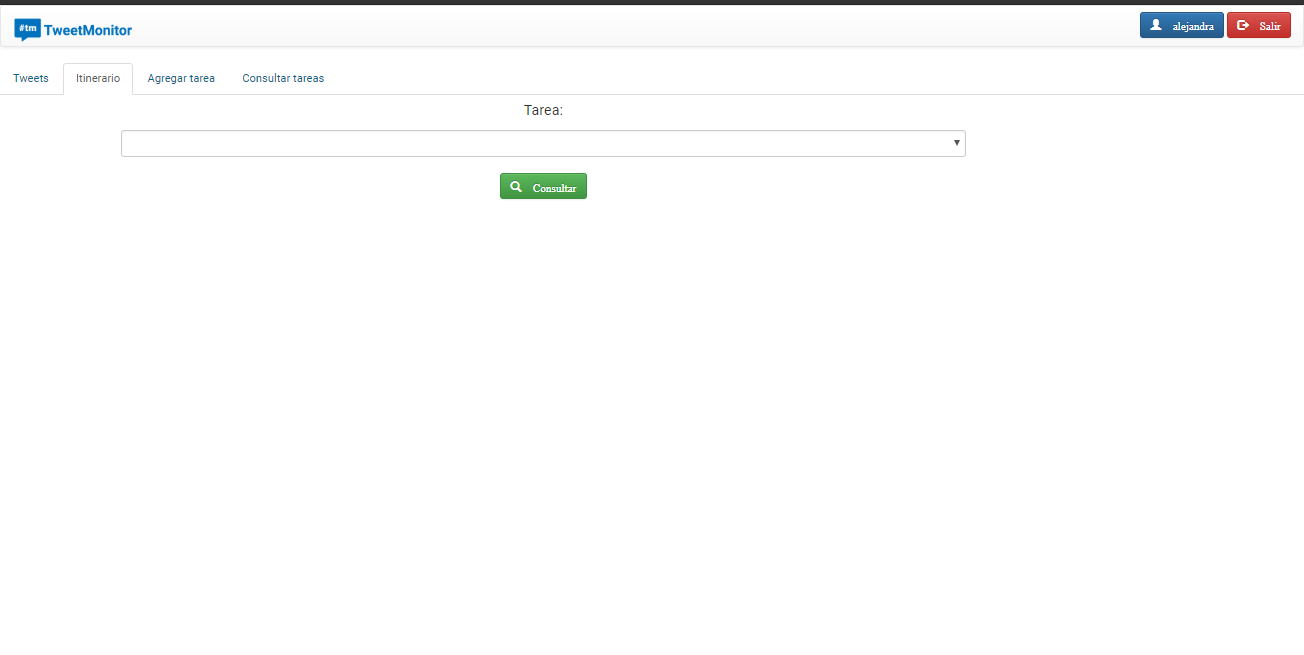 #tm TweetMonitor alejandra Salir
Tweets Itinerario Agregar tarea Consultar tareas
Tarea:
Consultar